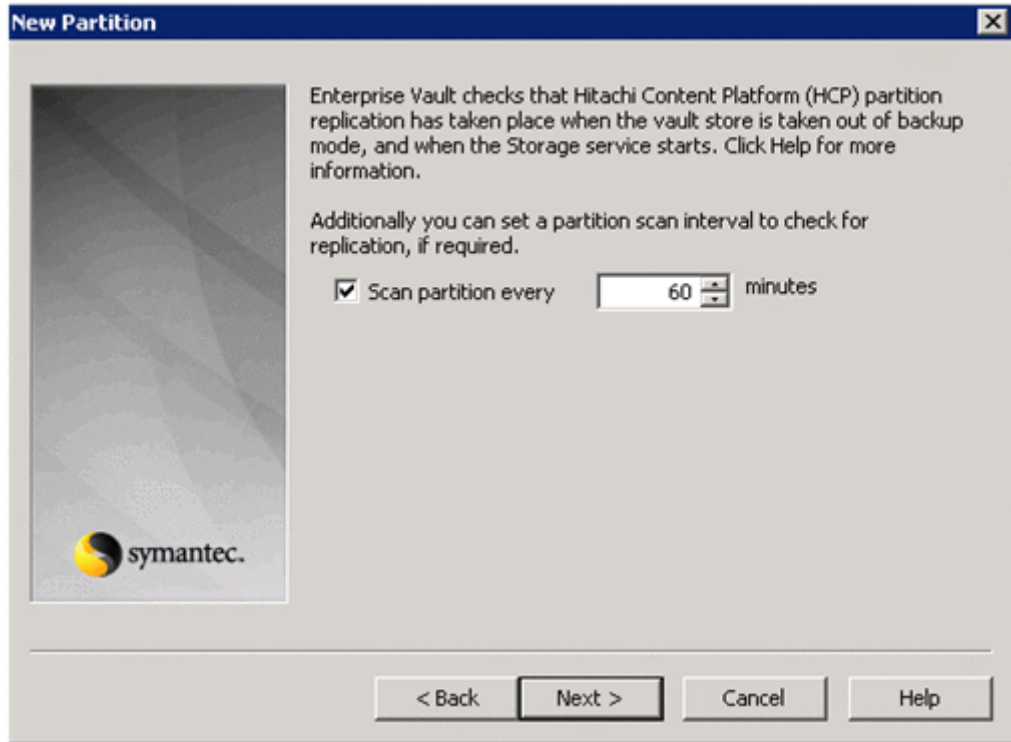 New Partition
Enterprise Vault checks that Hitachi Content Platform (HCP) partition
replication has taken place when the vault store is taken out of backup
mode, and when the Storage service starts. Click Help for more
information.
Additionally you can set a partition scan interval to check for
replication, if required.
Scan partition every 60 minutes
symantec.
< Back Next > Cancel Help